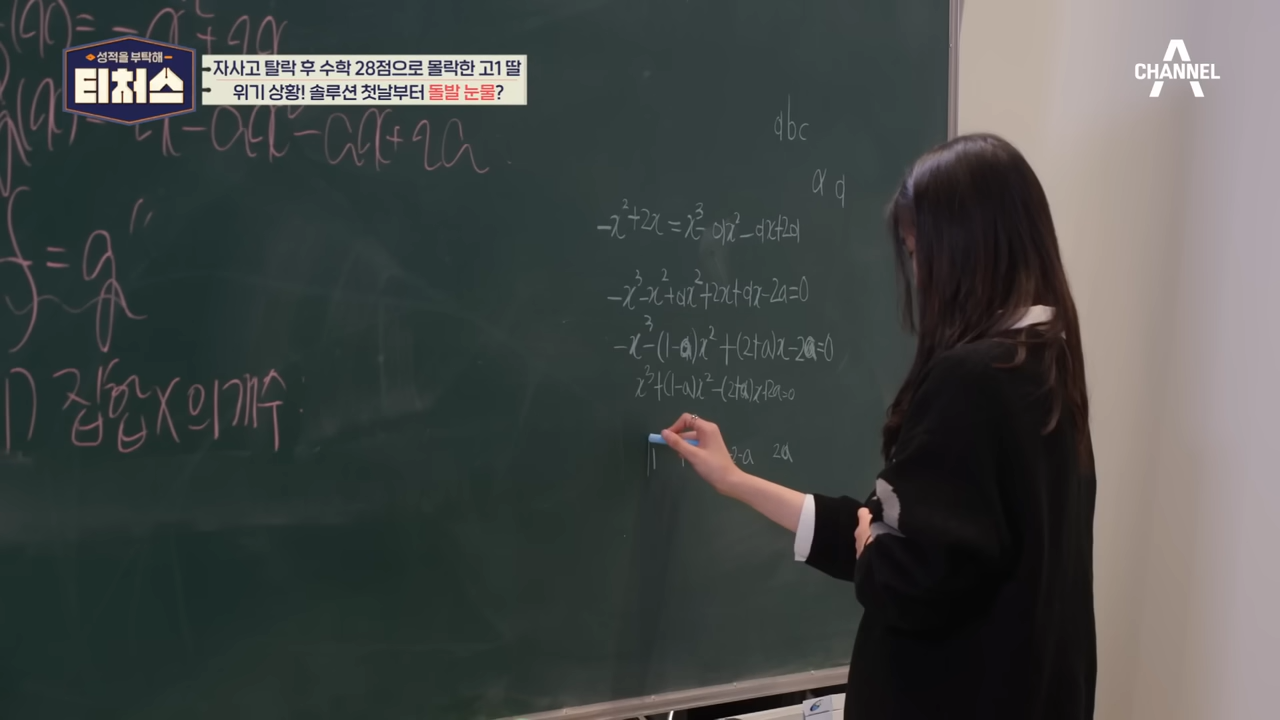 성적을 부탁해
티처스
자사고 탈락 후 수학 28점으로 몰락한 고1 딸
위기 상황! 솔루션 첫날부터 돌발 눈물?
CHANNEL A
abc
a a
-x²+2x=x³-ax²-ax+2a
-x³-x²+ax²+2x+ax-2a=0
-x³-(1-a)x²+(2+a)x-2a=0
x³+(1-a)x²-(2+a)x+2a=0
1 -2-a 2a
-ax²-ax+2a
f=g"
집합 X의 개수